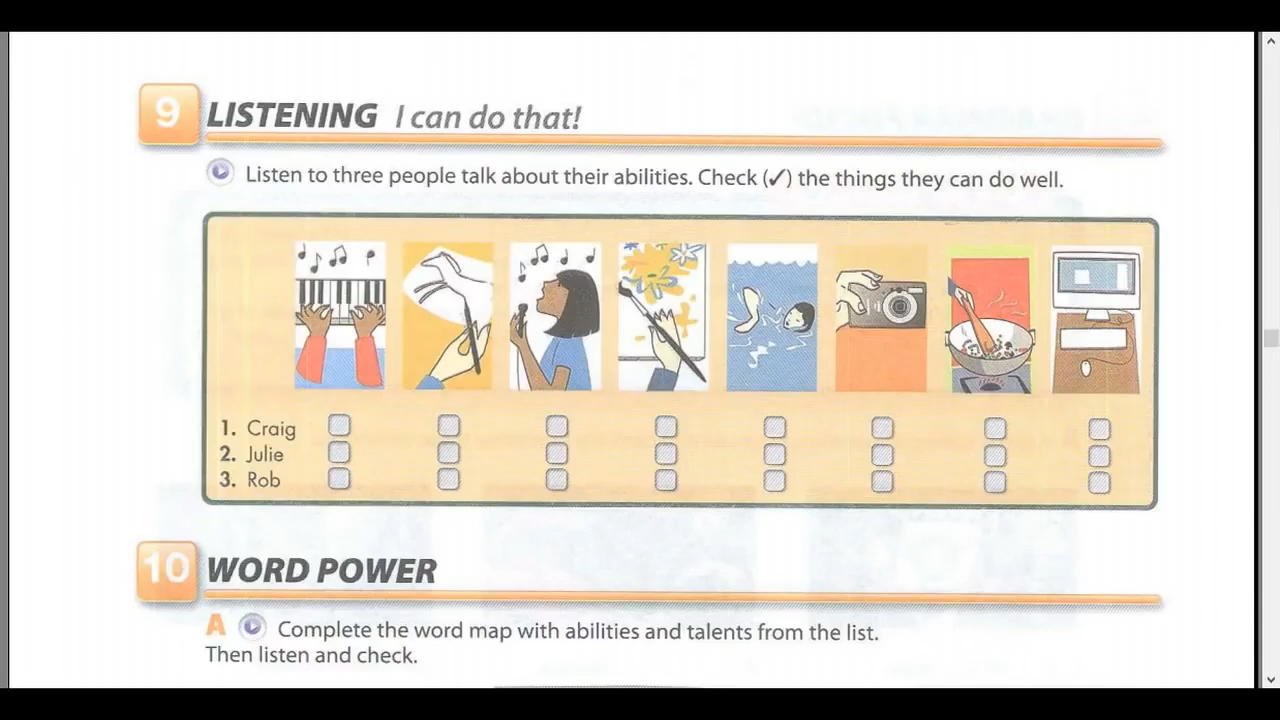 9 LISTENING I can do that!
Listen to three people talk about their abilities. Check (✓) the things they can do well.
1. Craig
2. Julie
3. Rob
10 WORD POWER
A Complete the word map with abilities and talents from the list.
Then listen and check.